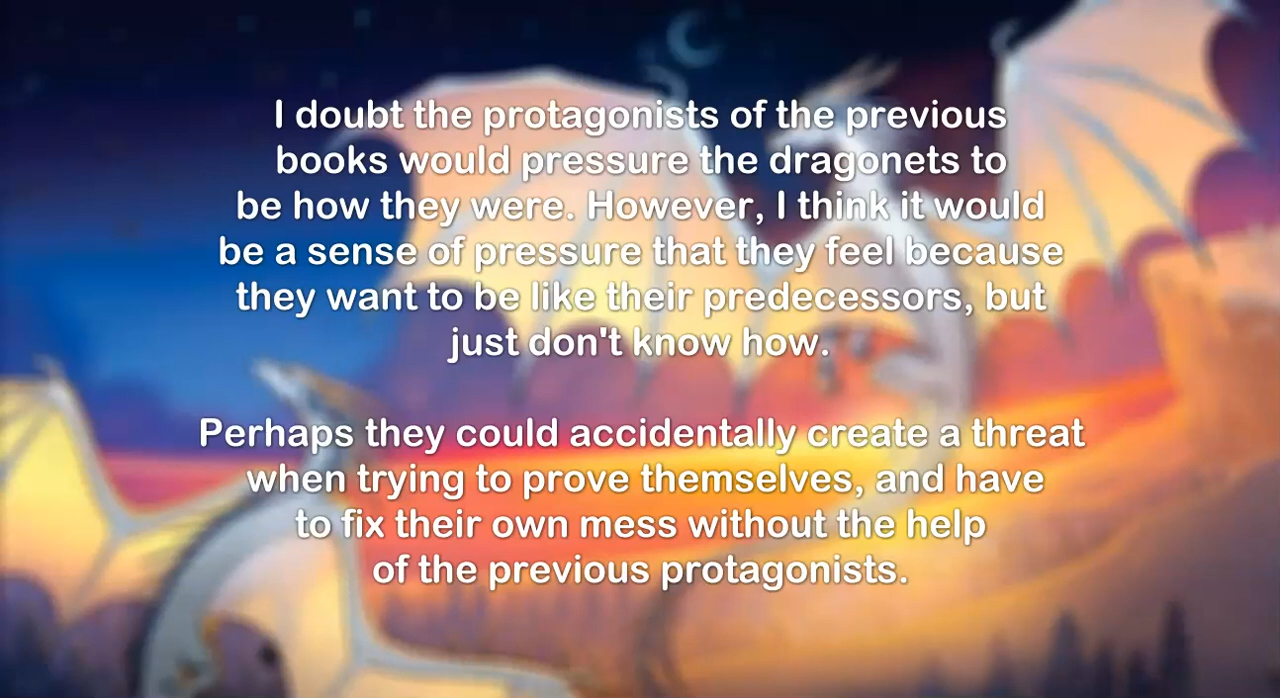 I doubt the protagonists of the previous
books would pressure the dragonets to
be how they were. However, I think it would
be a sense of pressure that they feel because
they want to be like their predecessors, but
just don't know how.
Perhaps they could accidentally create a threat
when trying to prove themselves, and have
to fix their own mess without the help
of the previous protagonists.